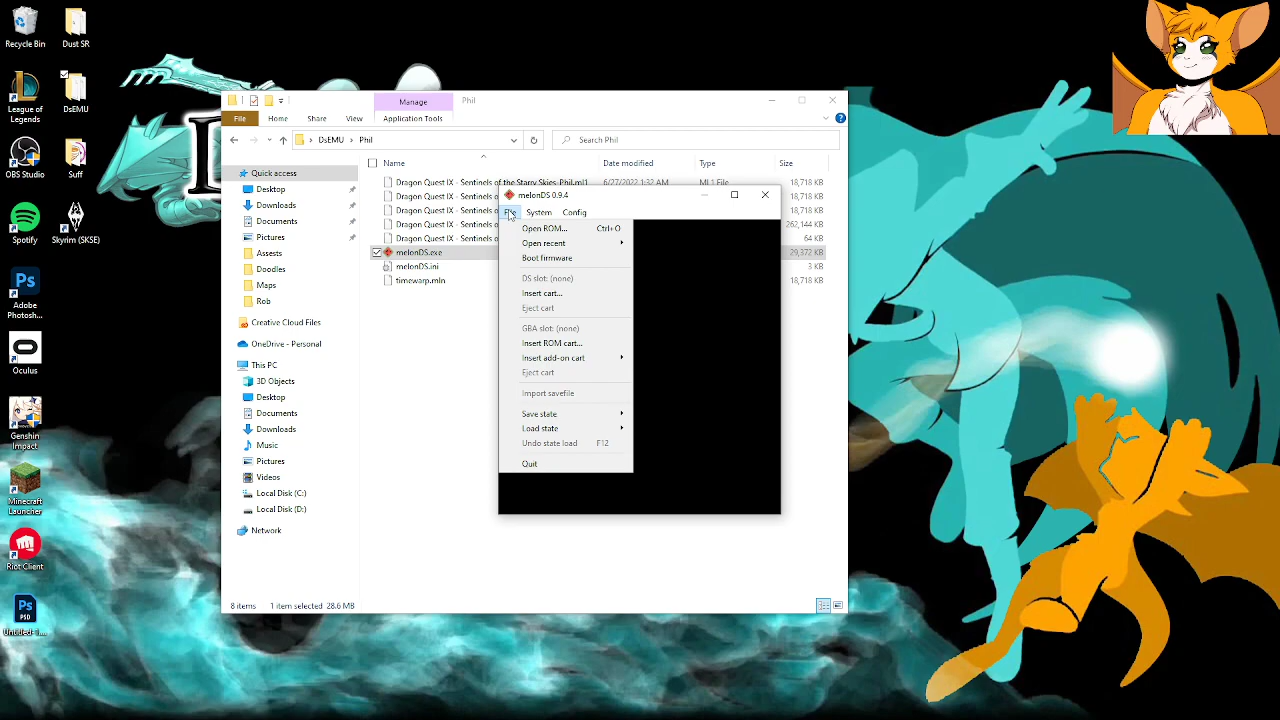 Recycle Bin
Dust SR
League of
Legends
DsEMU
OBS Studio
Suff
Spotify
Skyrim (SKSE)
Adobe
Photosh...
Oculus
Genshin
Impact
Minecraft
Launcher
Riot Client
Untitled-1...
Manage
Phil
File
Home
Share
View
Application Tools
DsEMU > Phil
Search Phil
Quick access
Desktop
Downloads
Documents
Pictures
Assests
Doodles
Maps
Rob
Creative Cloud Files
OneDrive - Personal
This PC
3D Objects
Desktop
Documents
Downloads
Music
Pictures
Videos
Local Disk (C:)
Local Disk (D:)
Network
Name
Date modified
Type
Size
Dragon Quest IX - Sentinels of the Starry Skies-Phil.ml1
6/27/2022 1:32 AM
ML1 File
18,718 KB
Dragon Quest IX - Sentinels o
18,718 KB
Dragon Quest IX - Sentinels o
18,718 KB
Dragon Quest IX - Sentinels o
262,144 KB
Dragon Quest IX - Sentinels o
64 KB
melonDS.exe
29,372 KB
melonDS.ini
3 KB
timewarp.mln
18,718 KB
melonDS 0.9.4
File
System
Config
Open ROM... Ctrl+O
Open recent
Boot firmware
DS slot: (none)
Insert cart...
Eject cart
GBA slot: (none)
Insert ROM cart...
Insert add-on cart
Eject cart
Import savefile
Save state
Load state
Undo state load F12
Quit
8 items
1 item selected 28.6 MB